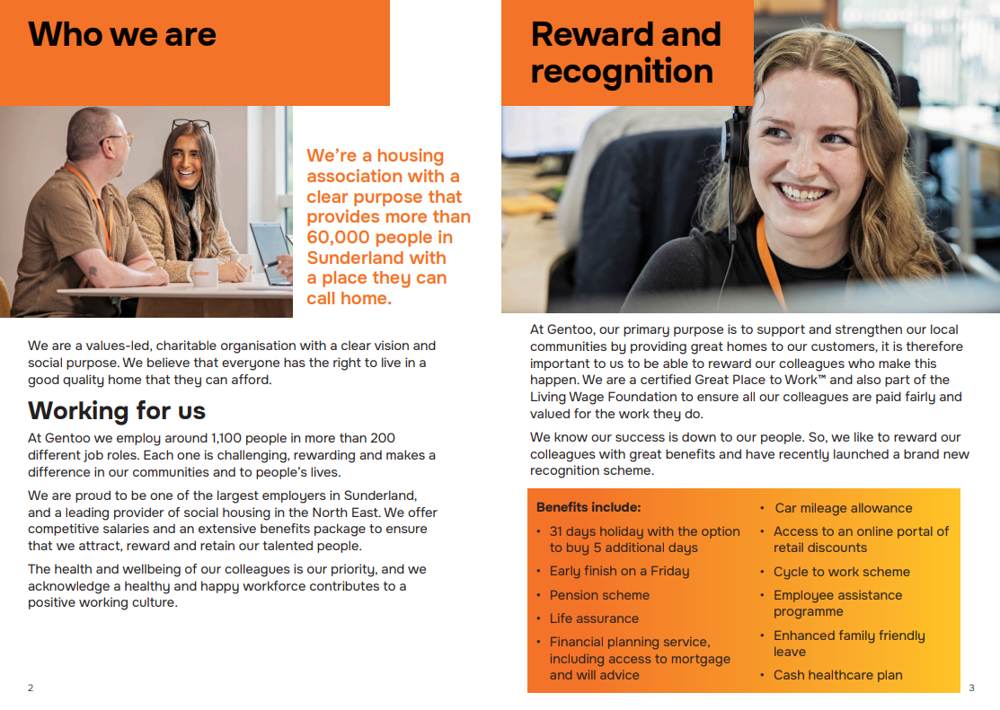 Who we are
We're a housing
association with a
clear purpose that
provides more than
60,000 people in
Sunderland with
a place they can
call home.
We are a values-led, charitable organisation with a clear vision and
social purpose. We believe that everyone has the right to live in a
good quality home that they can afford.
Working for us
At Gentoo we employ around 1,100 people in more than 200
different job roles. Each one is challenging, rewarding and makes a
difference in our communities and to people's lives.
We are proud to be one of the largest employers in Sunderland,
and a leading provider of social housing in the North East. We offer
competitive salaries and an extensive benefits package to ensure
that we attract, reward and retain our talented people.
The health and wellbeing of our colleagues is our priority, and we
acknowledge a healthy and happy workforce contributes to a
positive working culture.
2
Reward and
recognition
At Gentoo, our primary purpose is to support and strengthen our local
communities by providing great homes to our customers, it is therefore
important to us to be able to reward our colleagues who make this
happen. We are a certified Great Place to Work™ and also part of the
Living Wage Foundation to ensure all our colleagues are paid fairly and
valued for the work they do.
We know our success is down to our people. So, we like to reward our
colleagues with great benefits and have recently launched a brand new
recognition scheme.
Benefits include:
• 31 days holiday with the option
to buy 5 additional days
• Early finish on a Friday
• Pension scheme
• Life assurance
• Financial planning service,
including access to mortgage
and will advice
• Car mileage allowance
• Access to an online portal of
retail discounts
• Cycle to work scheme
• Employee assistance
programme
• Enhanced family friendly
leave
• Cash healthcare plan
3